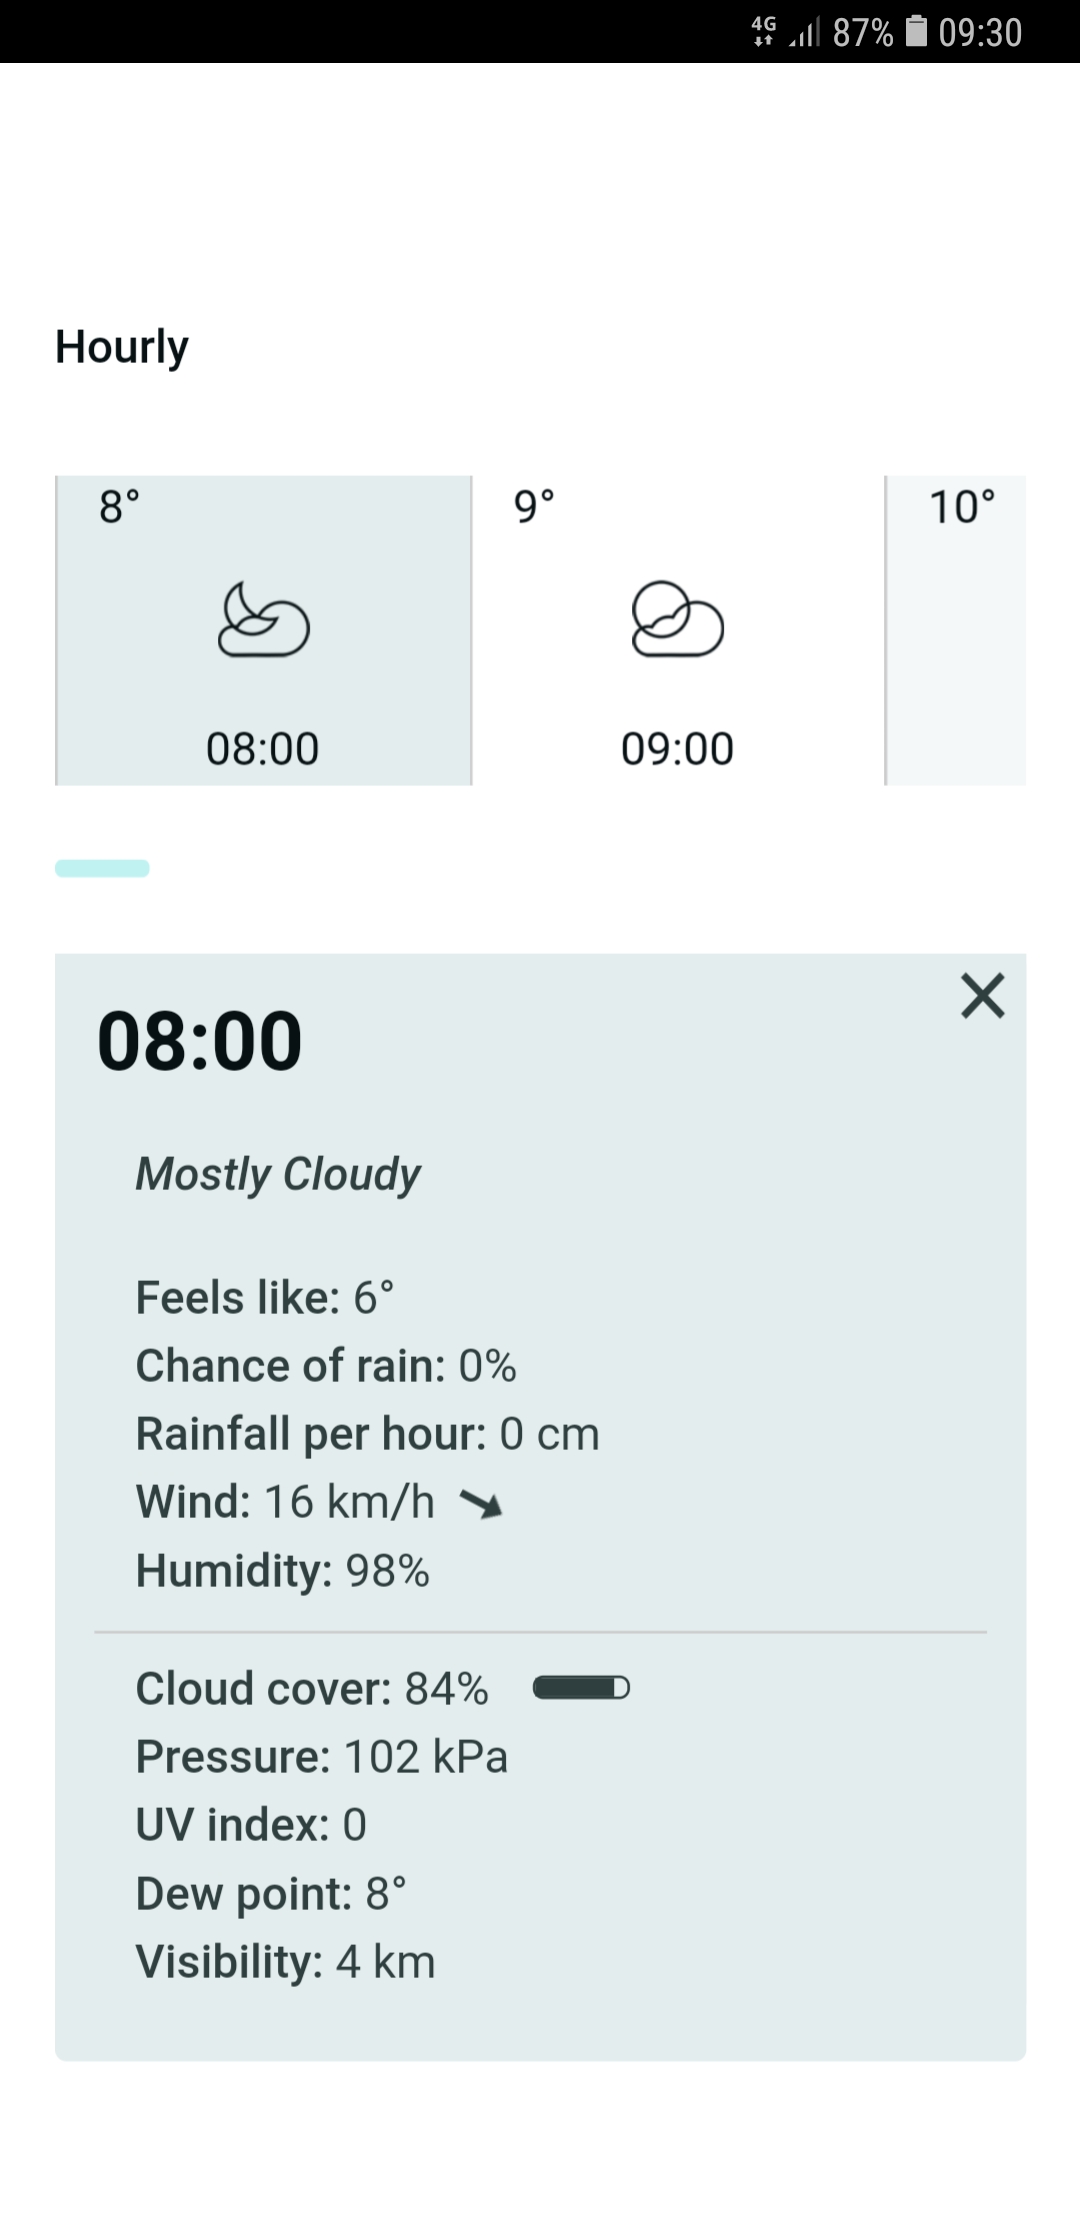 4G 87% 09:30
Hourly
8° 9° 10°
08:00 09:00
08:00
Mostly Cloudy
Feels like: 6°
Chance of rain: 0%
Rainfall per hour: 0 cm
Wind: 16 km/h
Humidity: 98%
Cloud cover: 84%
Pressure: 102 kPa
UV index: 0
Dew point: 8°
Visibility: 4 km